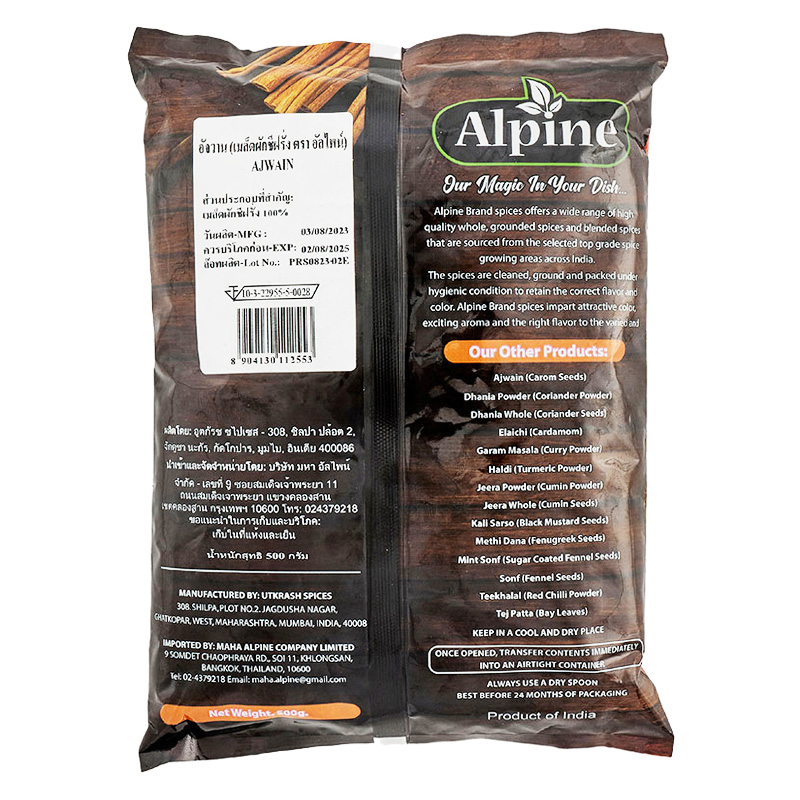 อัจวาน (เมล็ดผักชีฝรั่ง ตรา อัลไพน์)
AJWAIN
ส่วนประกอบที่สำคัญ:
เมล็ดผักชีฝรั่ง 100%
วันผลิต-MFG : 03/08/2023
ควรบริโภคก่อน-EXP: 02/08/2025
ล๊อทผลิต-Lot No.: PRS0823-02E
10-3-22955-5-0028
8 904130 112553
ผลิตโดย: อุตกัรช ซไปเซส - 308, ชิลปา ปล้อต 2,
จักดุชา นะกัร, กัตโกปาร, มุมไบ, อินเดีย 400086
นำเข้าและจัดจำหน่ายโดย: บริษัท มหา อัลไพน์
จำกัด - เลขที่ 9 ซอยสมเด็จเจ้าพระยา 11
ถนนสมเด็จเจ้าพระยา แขวงคลองสาน
เขตคลองสาน กรุงเทพฯ 10600 โทร: 024379218
ขอแนะนำในการเก็บและบริโภค:
เก็บในที่แห้งและเย็น
น้ำหนักสุทธิ 500 กรัม
MANUFACTURED BY: UTKRASH SPICES
308. SHILPA,PLOT NO.2. JAGDUSHA NAGAR,
GHATKOPAR, WEST, MAHARASHTRA, MUMBAI, INDIA, 40008
IMPORTED BY: MAHA ALPINE COMPANY LIMITED
9 SOMDET CHAOPHRAYA RD., SOI 11, KHLONGSAN,
BANGKOK, THAILAND, 10600
Tel: 02-4379218 Email: maha.alpine@gmail.com
Net Weight. 500g.
Alpine
Our Magic In Your Dish...
Alpine Brand spices offers a wide range of high
quality whole, grounded spices and blended spices
that are sourced from the selected top grade spice
growing areas across India.
The spices are cleaned, ground and packed under
hygienic condition to retain the correct flavor and
color. Alpine Brand spices impart attractive color,
exciting aroma and the right flavor to the varied and
Our Other Products:
Ajwain (Carom Seeds)
Dhania Powder (Coriander Powder)
Dhania Whole (Coriander Seeds)
Elaichi (Cardamom)
Garam Masala (Curry Powder)
Haldi (Turmeric Powder)
Jeera Powder (Cumin Powder)
Jeera Whole (Cumin Seeds)
Kali Sarso (Black Mustard Seeds)
Methi Dana (Fenugreek Seeds)
Mint Sonf (Sugar Coated Fennel Seeds)
Sonf (Fennel Seeds)
Teekhalal (Red Chilli Powder)
Tej Patta (Bay Leaves)
KEEP IN A COOL AND DRY PLACE
ONCE OPENED, TRANSFER CONTENTS IMMEDIATELY
INTO AN AIRTIGHT CONTAINER
ALWAYS USE A DRY SPOON
BEST BEFORE 24 MONTHS OF PACKAGING
Product of India